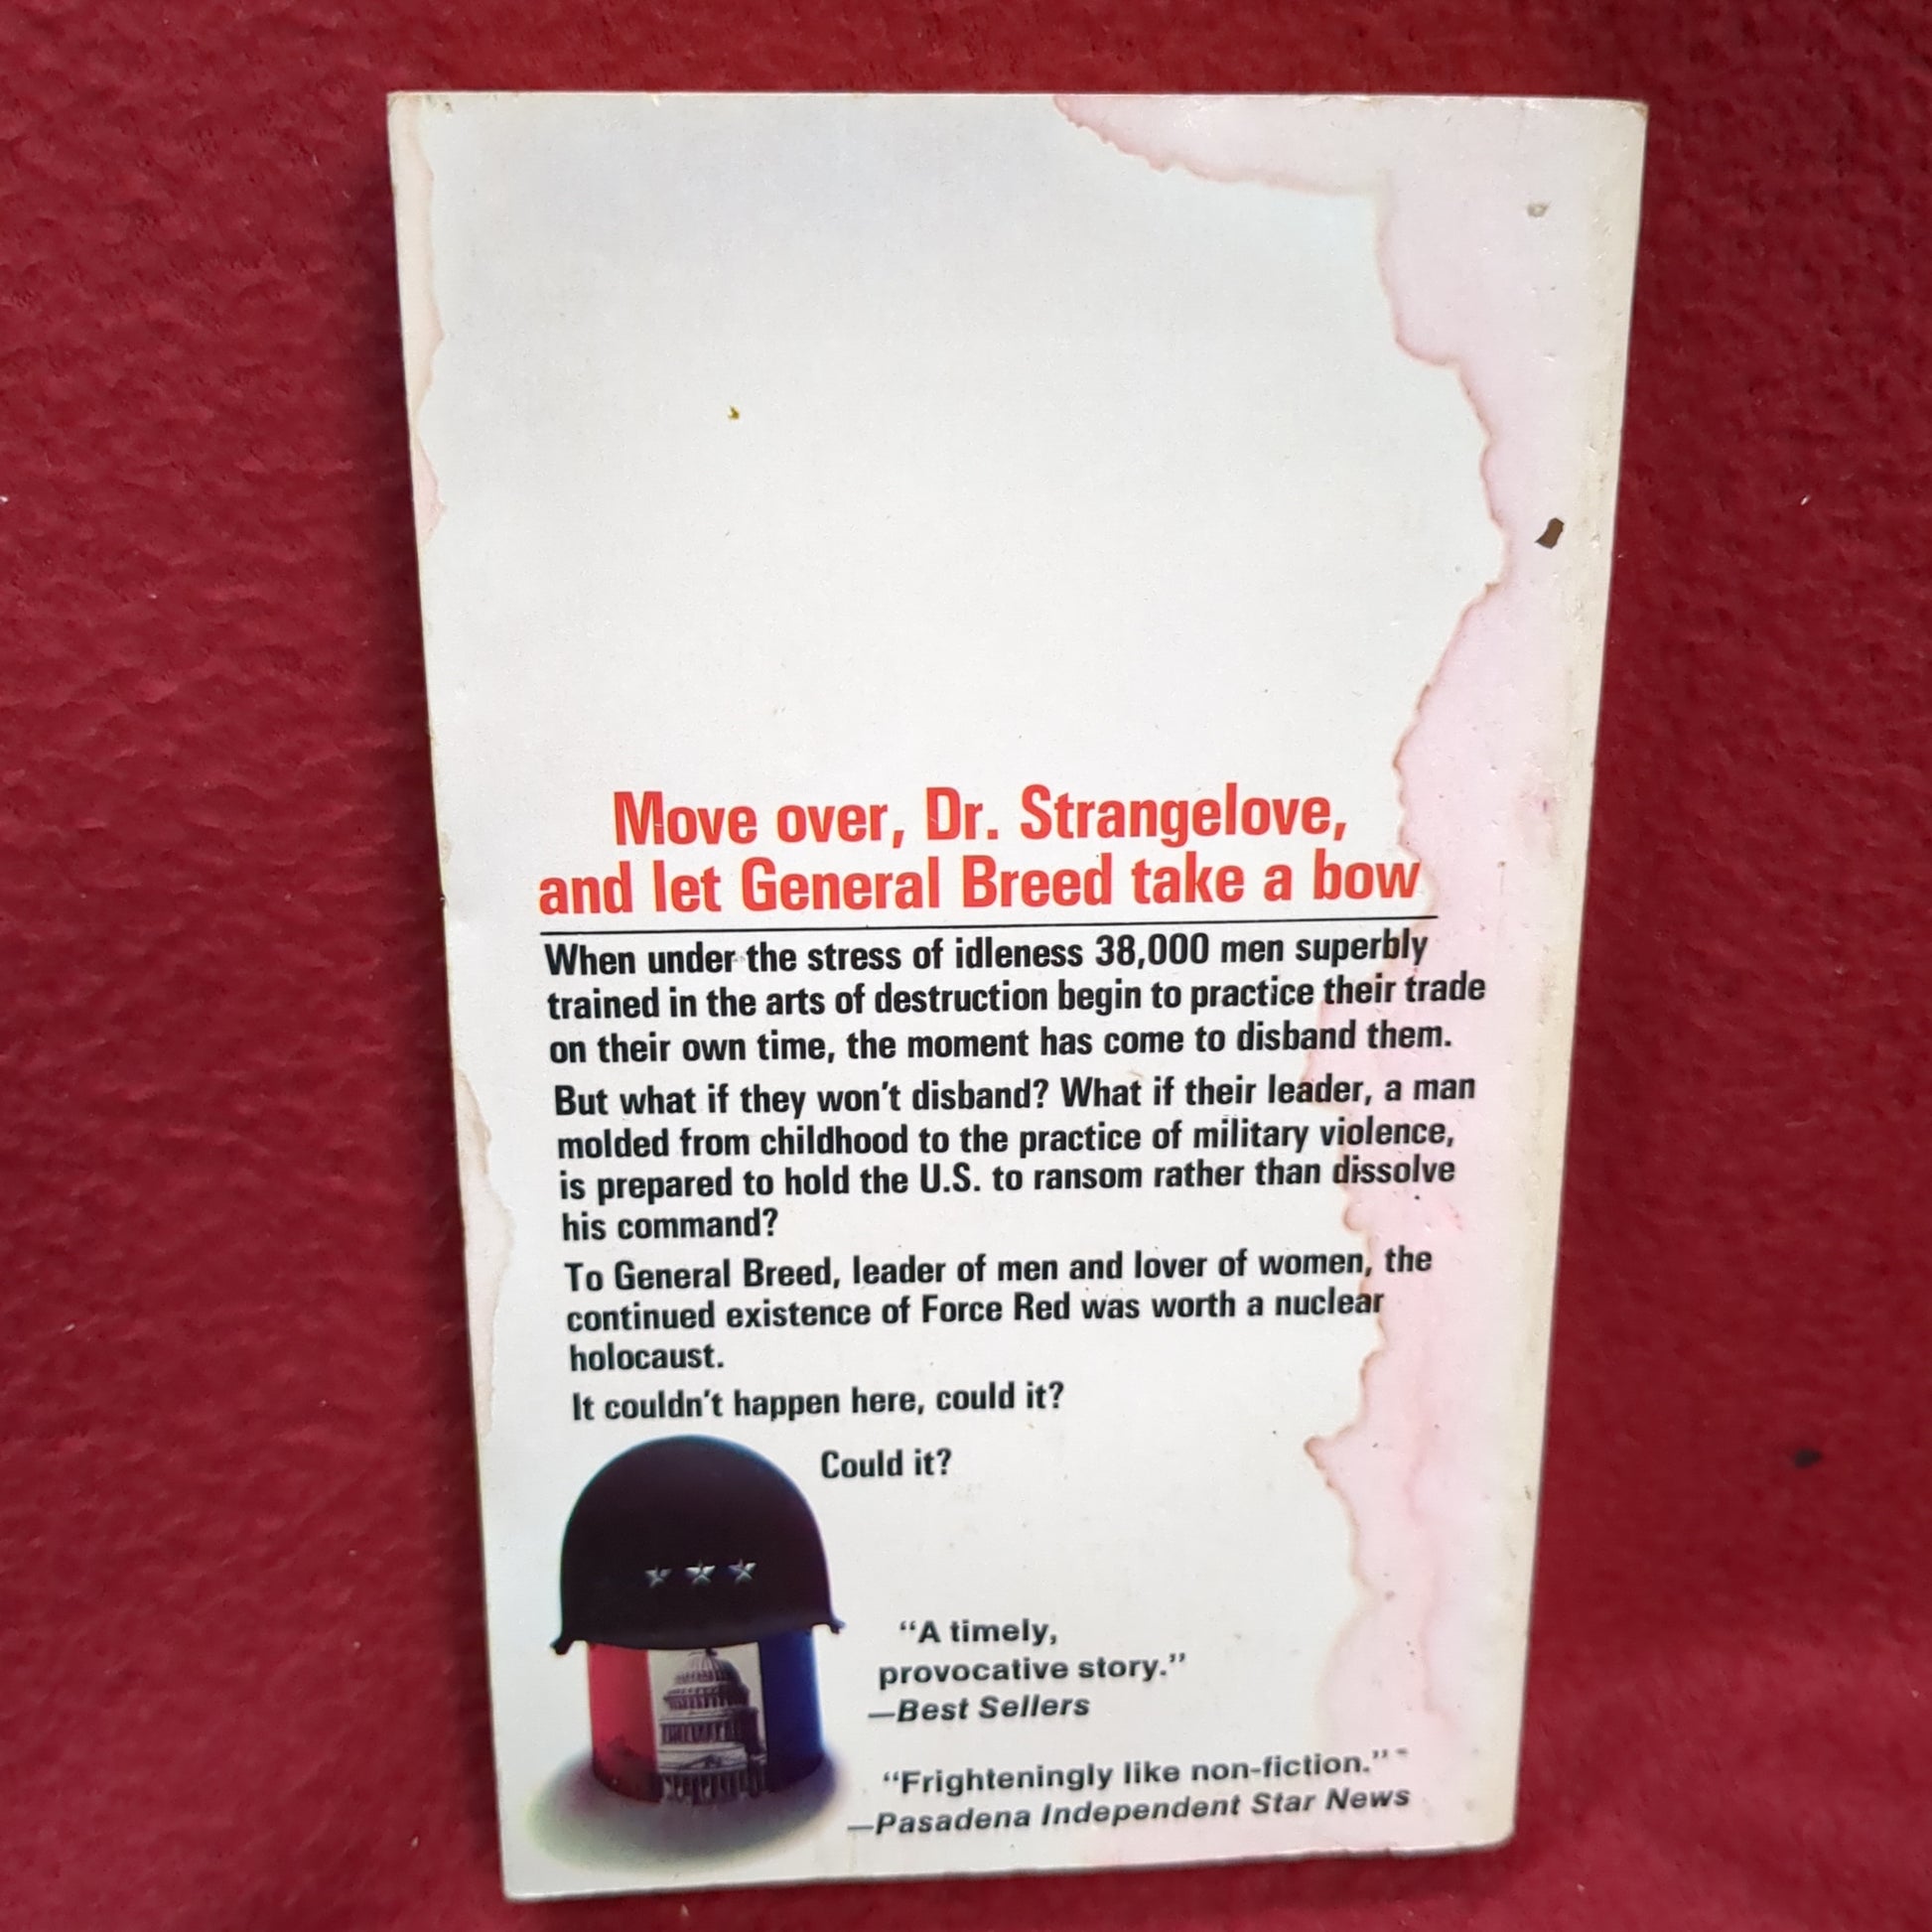 Move over, Dr. Strangelove,
and let General Breed take a bow
When under the stress of idleness 38,000 men superbly
trained in the arts of destruction begin to practice their trade
on their own time, the moment has come to disband them.
But what if they won't disband? What if their leader, a man
molded from childhood to the practice of military violence,
is prepared to hold the U.S. to ransom rather than dissolve
his command?
To General Breed, leader of men and lover of women, the
continued existence of Force Red was worth a nuclear
holocaust.
It couldn't happen here, could it?
Could it?
“A timely,
provocative story.”
—Best Sellers
“Frighteningly like non-fiction.”
—Pasadena Independent Star News